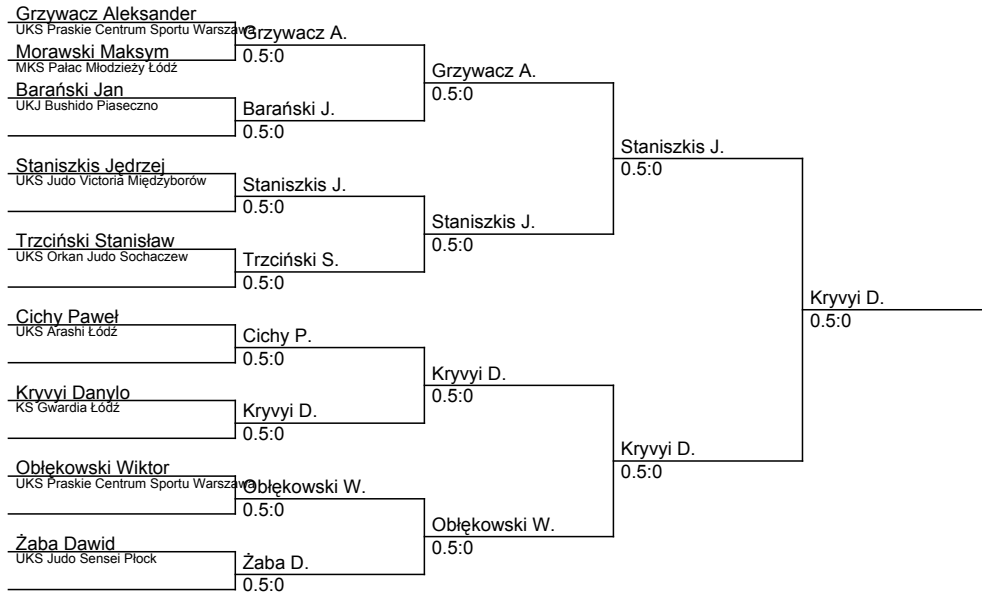 Grzywacz Aleksander
UKS Praskie Centrum Sportu Warszawa
Morawski Maksym
MKS Pałac Młodzieży Łódź
Barański Jan
UKJ Bushido Piaseczno
Staniszkis Jędrzej
UKS Judo Victoria Międzyborów
Trzciński Stanisław
UKS Orkan Judo Sochaczew
Cichy Paweł
UKS Arashi Łódź
Kryvyi Danylo
KS Gwardia Łódź
Obłękowski Wiktor
UKS Praskie Centrum Sportu Warszawa
Żaba Dawid
UKS Judo Sensei Płock
Grzywacz A.
0.5:0
Barański J.
0.5:0
Staniszkis J.
0.5:0
Trzciński S.
0.5:0
Cichy P.
0.5:0
Kryvyi D.
0.5:0
Obłękowski W.
0.5:0
Żaba D.
0.5:0
Grzywacz A.
0.5:0
Staniszkis J.
0.5:0
Kryvyi D.
0.5:0
Obłękowski W.
0.5:0
Staniszkis J.
0.5:0
Kryvyi D.
0.5:0
Kryvyi D.
0.5:0